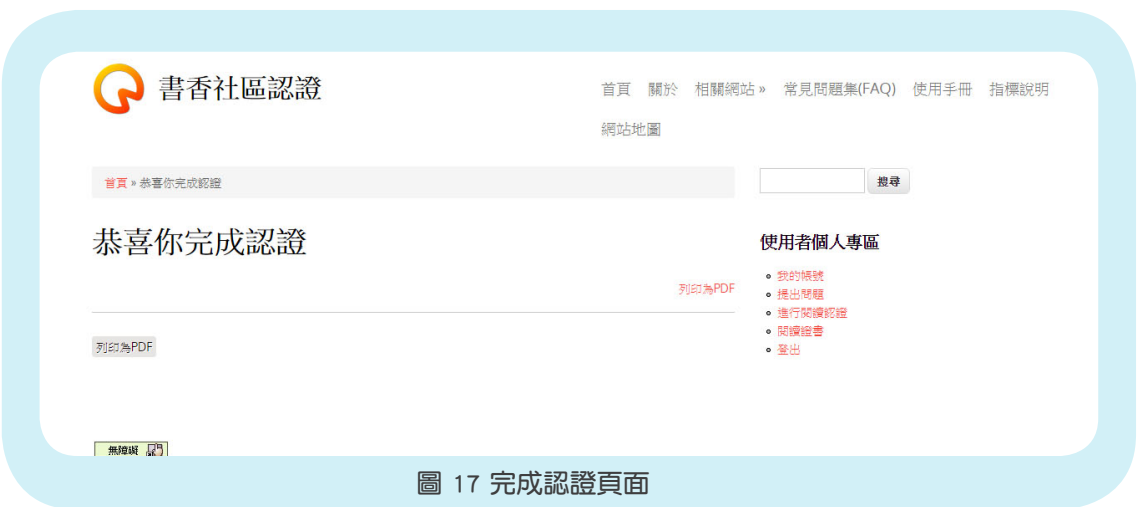 書香社區認證
首頁 關於 相關網站 » 常見問題集(FAQ) 使用手冊 指標說明
網站地圖
首頁 » 恭喜你完成認證
搜尋
恭喜你完成認證
列印為PDF
列印為PDF
使用者個人專區
我的帳號
提出問題
進行閱讀認證
閱讀證書
登出
無障礙
圖 17 完成認證頁面